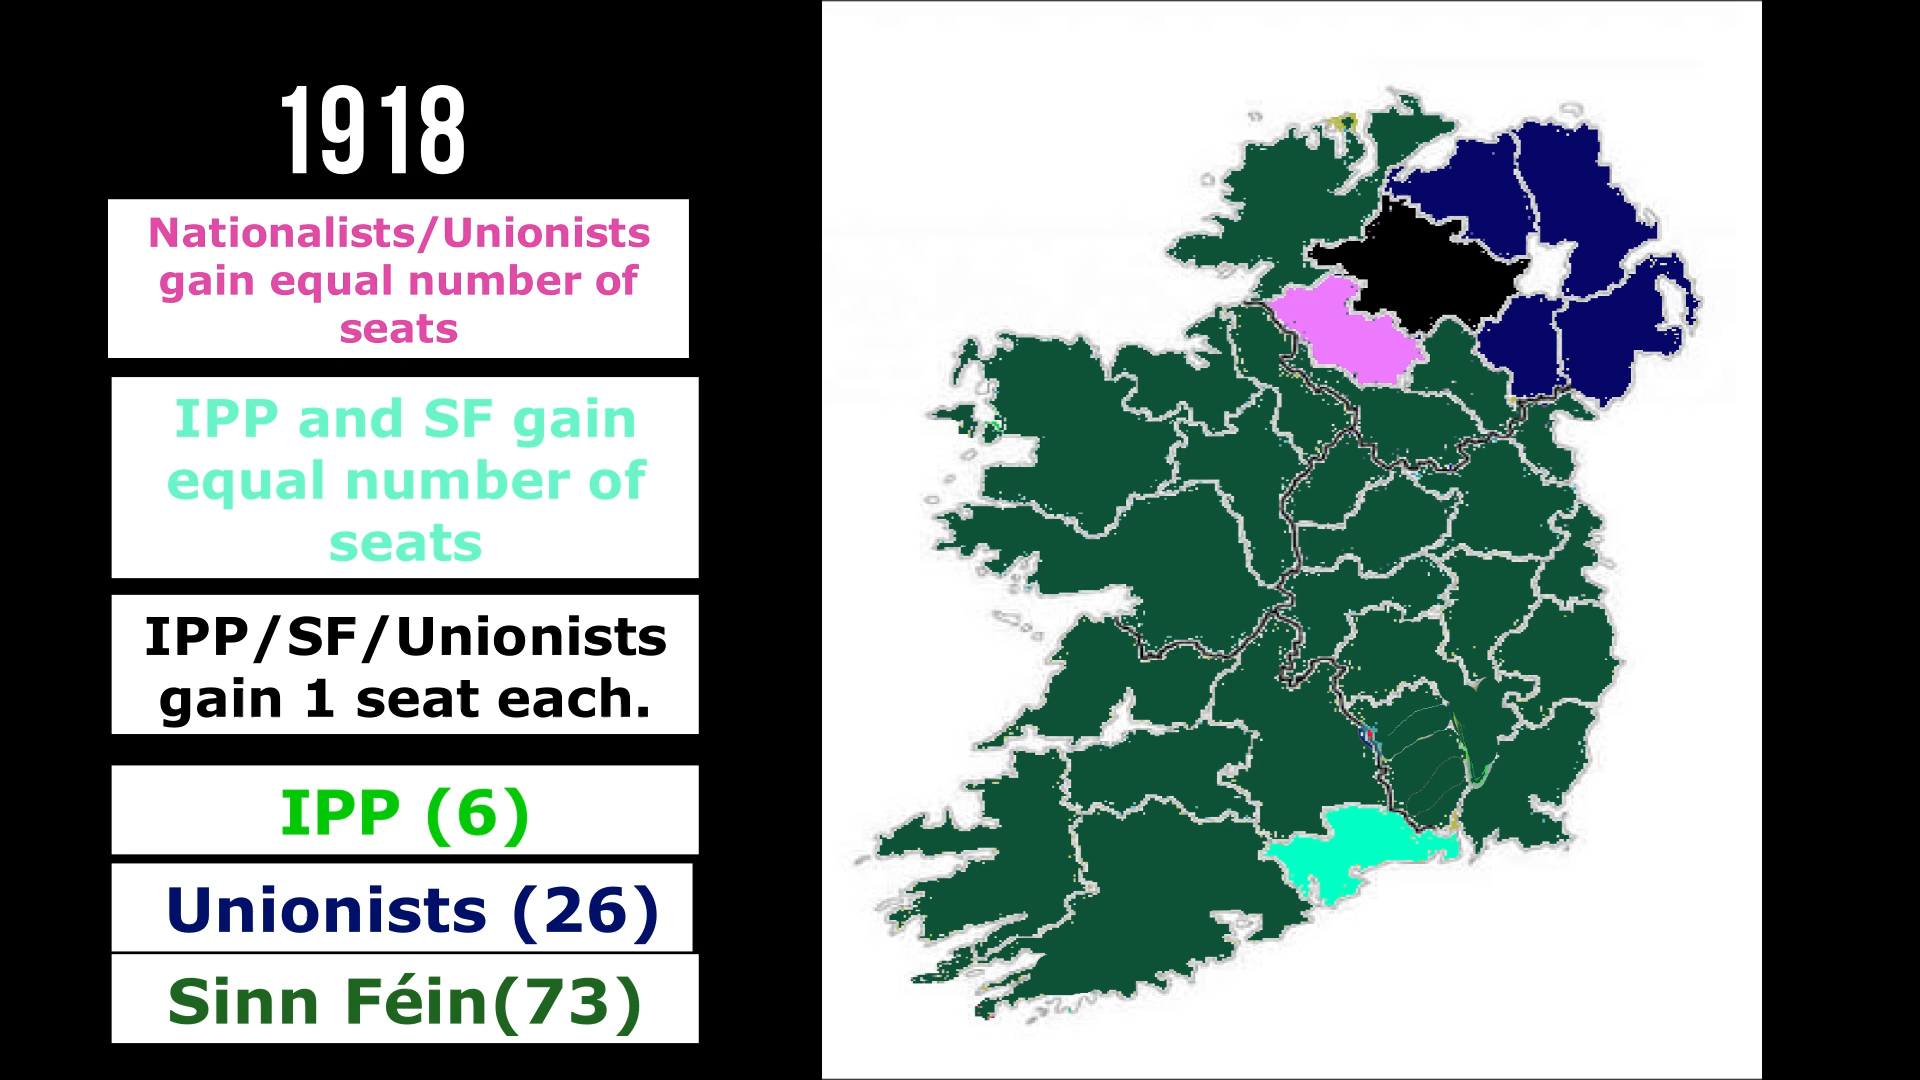 1918
Nationalists/Unionists
gain equal number of
seats
IPP and SF gain
equal number of
seats
IPP/SF/Unionists
gain 1 seat each.
IPP (6)
Unionists (26)
Sinn Féin(73)